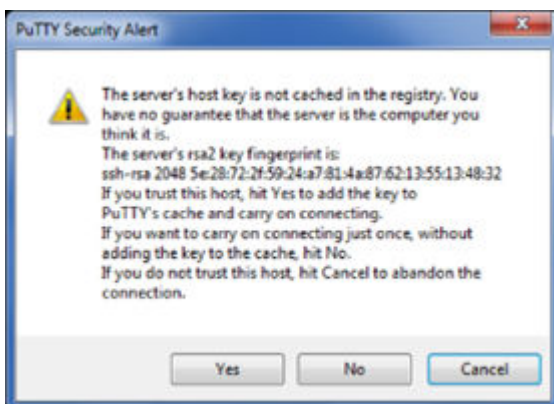 PuTTY Security Alert
The server's host key is not cached in the registry. You
have no guarantee that the server is the computer you
think it is.
The server's rsa2 key fingerprint is:
ssh-rsa 2048 5e:28:72:2f:59:24:a7:81:4a:87:62:13:55:13:48:32
If you trust this host, hit Yes to add the key to
PuTTY's cache and carry on connecting.
If you want to carry on connecting just once, without
adding the key to the cache, hit No.
If you do not trust this host, hit Cancel to abandon the
connection.
Yes No Cancel